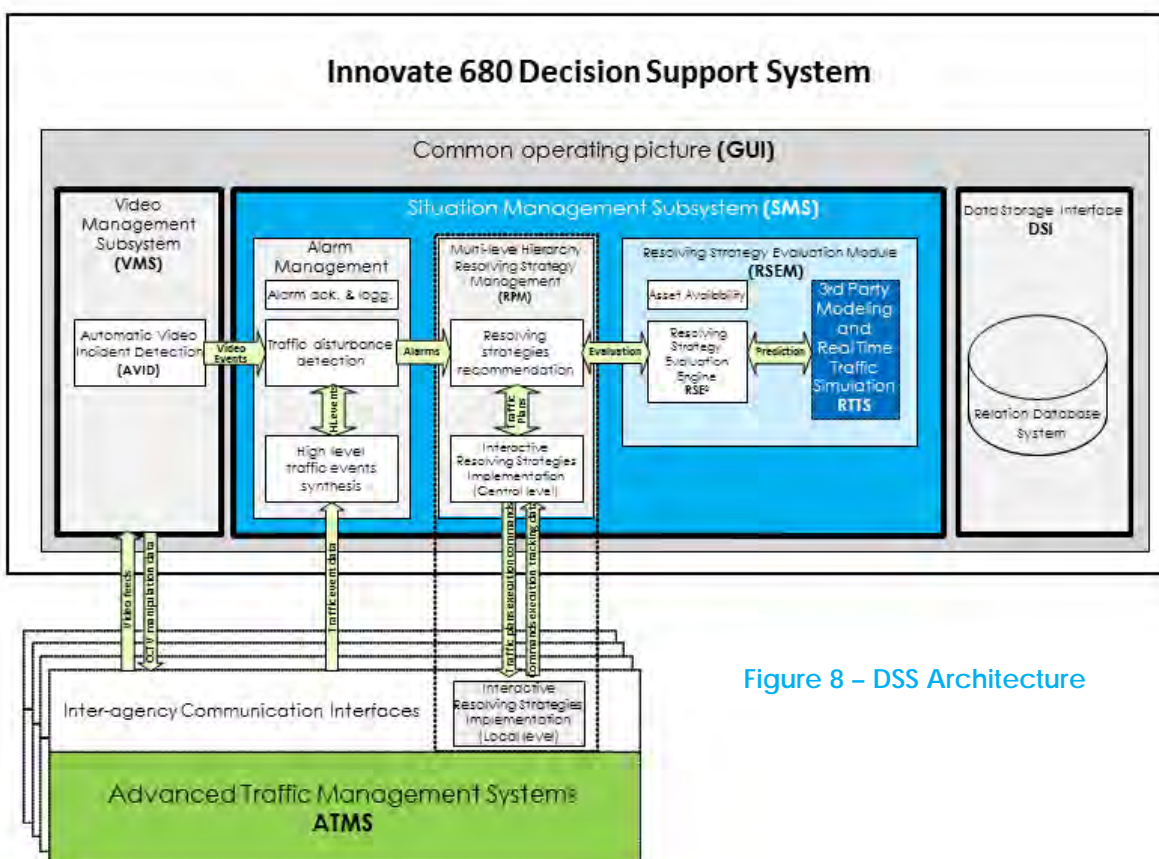 Innovate 680 Decision Support System
Common operating picture (GUI)
Video
Management
Subsystem
(VMS)
Automatic Video
Incident Detection
(AVID)
Video
Events
Situation Management Subsystem (SMS)
Alarm
Management
Alarm ack. & logg.
Traffic disturbance
detection
HL events
High level
traffic events
synthesis
Alarms
Multi-level Hierarchy
Resolving Strategy
Management
(RPM)
Resolving
strategies
recommendation
Traffic
Plans
Interactive
Resolving Strategies
Implementation
(Central level)
Evaluation
Resolving Strategy Evaluation Module
(RSEM)
Asset Availability
Resolving
Strategy
Evaluation
Engine
Prediction
3rd Party
Modeling
and
Real Time
Traffic
Simulation
RTTS
Data Storage Interface
DSI
Relation Database
System
Video feeds
CCTV manipulation data
Traffic event data
Traffic plans execution commands
Commands execution tracking data
Inter-agency Communication Interfaces
Interactive
Resolving Strategies
Implementation
(Local level)
Advanced Traffic Management Systems
ATMS
Figure 8 – DSS Architecture